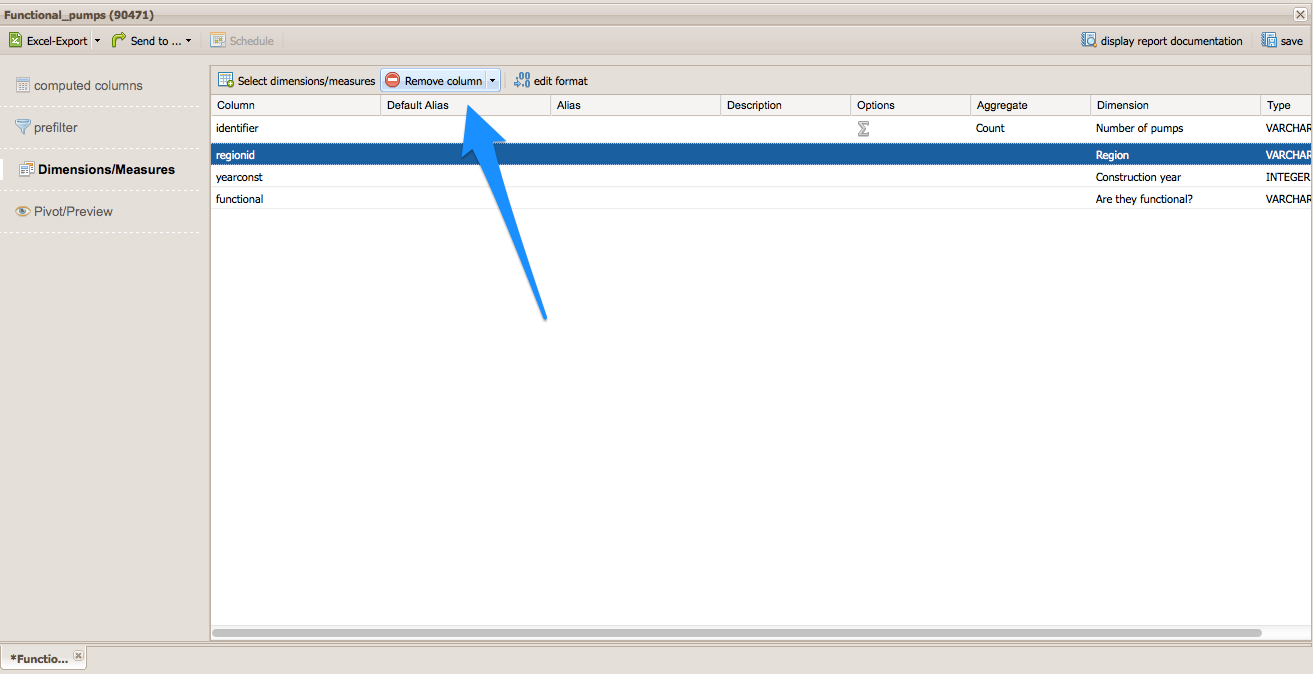 Functional_pumps (90471)
Excel-Export Send to ... Schedule display report documentation save
computed columns
prefilter
Dimensions/Measures
Pivot/Preview
Select dimensions/measures Remove column edit format
Column Default Alias Alias Description Options Aggregate Dimension Type
identifier Σ Count Number of pumps VARCHAR
regionid Region VARCHAR
yearconst Construction year INTEGER
functional Are they functional? VARCHAR
*Functio...